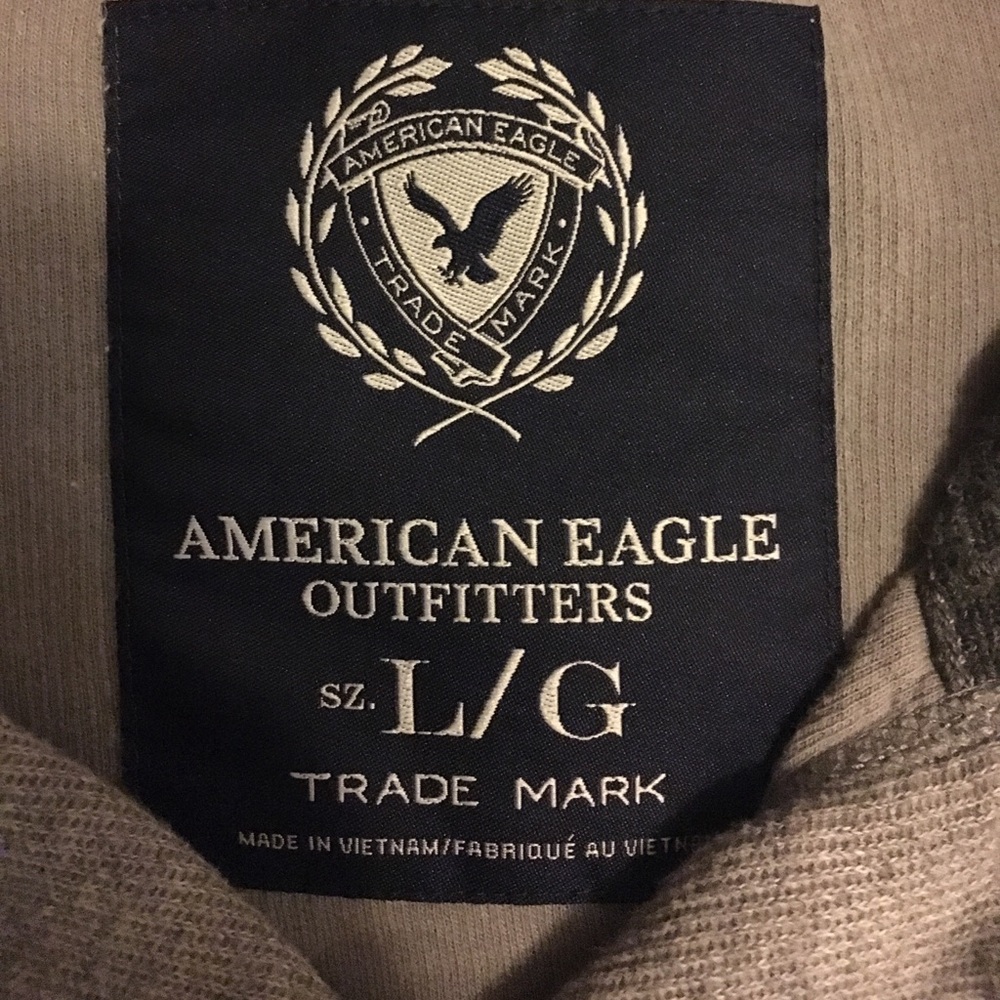 AMERICAN EAGLE
TRADE MARK
AMERICAN EAGLE
OUTFITTERS
SZ. L/G
TRADE MARK
MADE IN VIETNAM/FABRIQUÉ AU